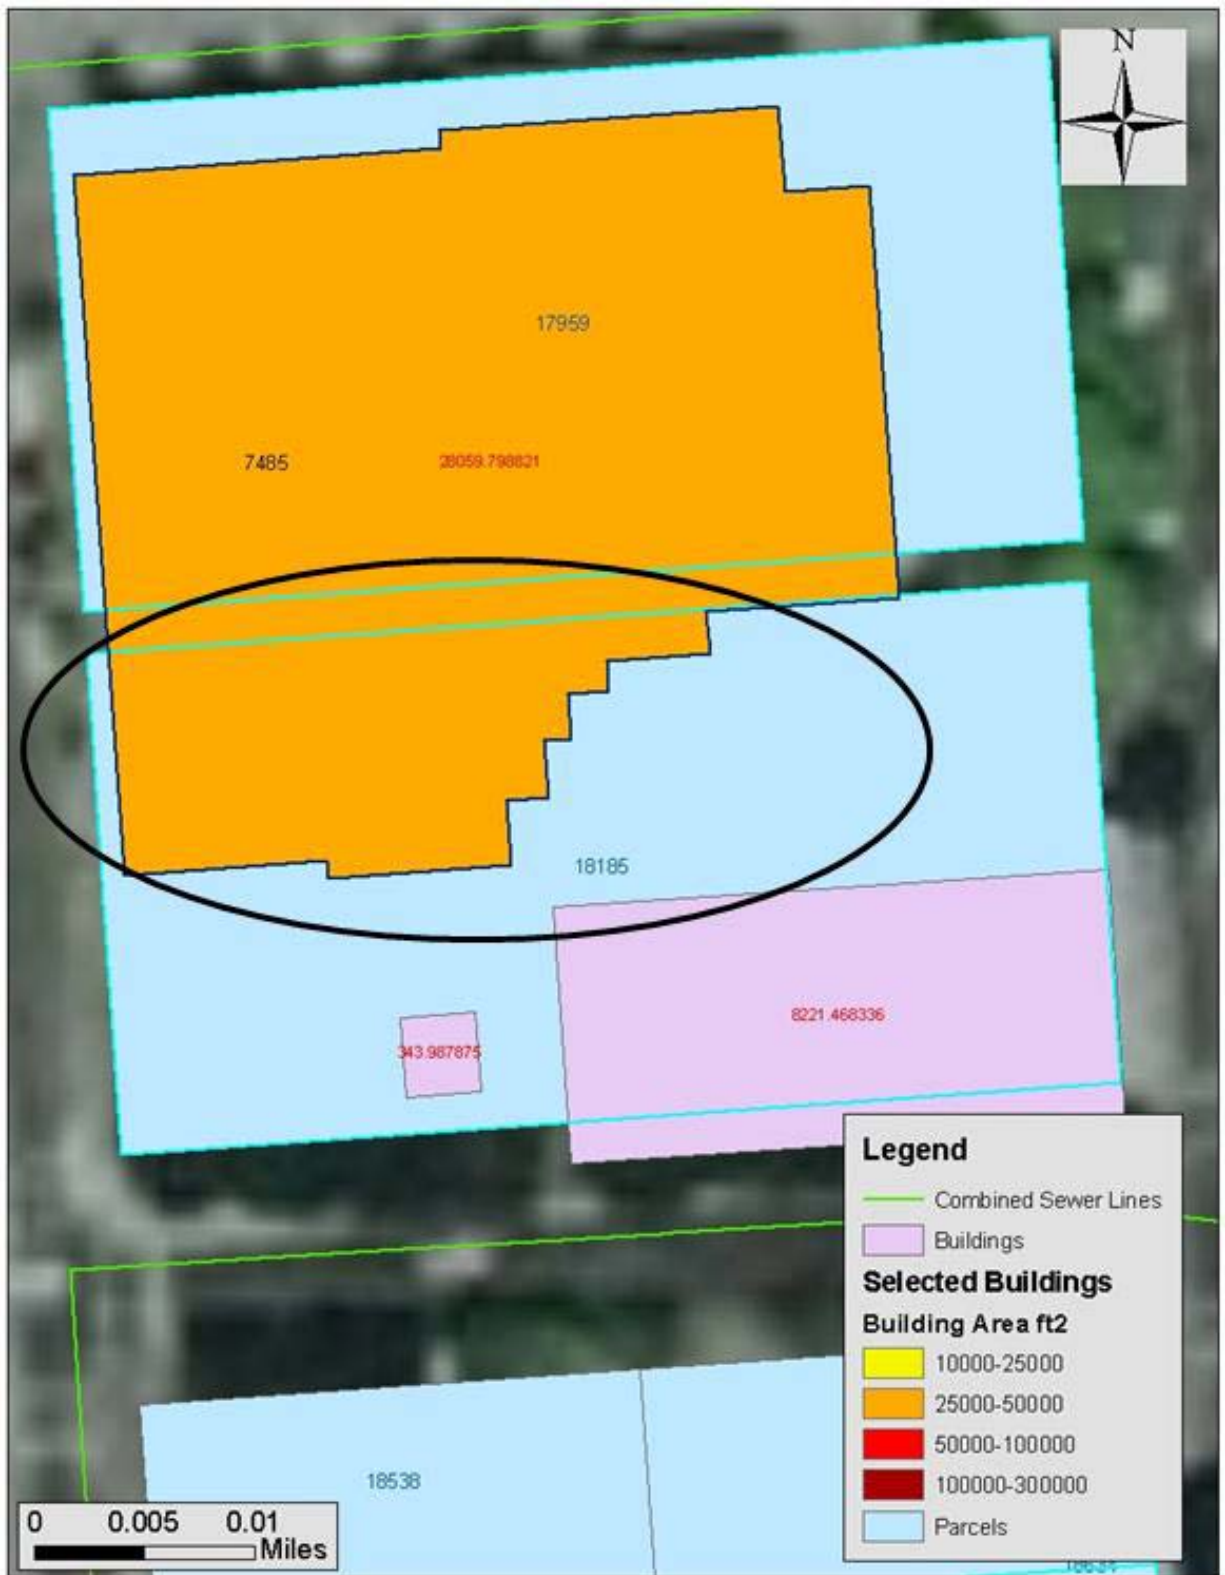 N
17959
7485
28059.798821
18185
8221.468336
343.987875
Legend
Combined Sewer Lines
Buildings
Selected Buildings
Building Area ft2
10000-25000
25000-50000
50000-100000
100000-300000
Parcels
18538
0 0.005 0.01
Miles